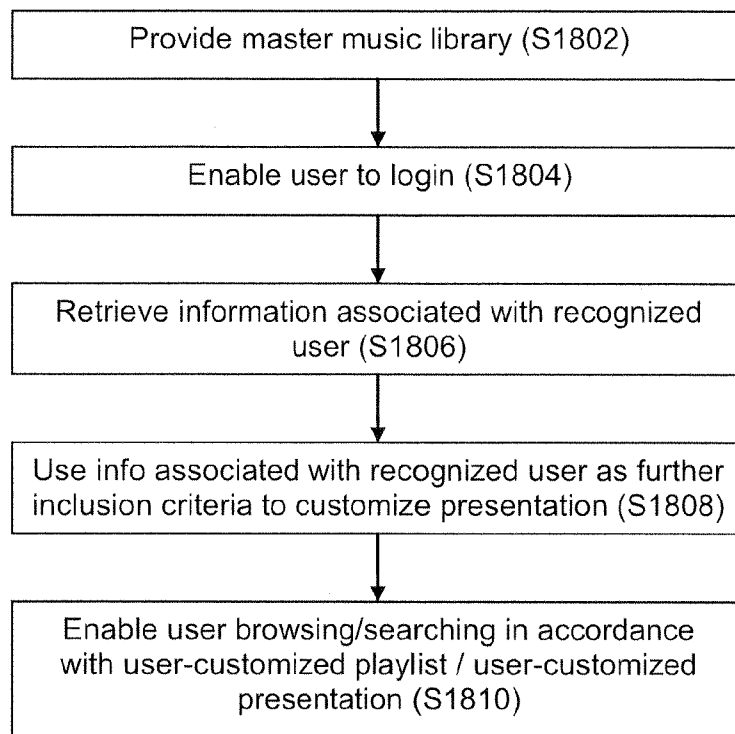 Provide master music library (S1802)
Enable user to login (S1804)
Retrieve information associated with recognized
user (S1806)
Use info associated with recognized user as further
inclusion criteria to customize presentation (S1808)
Enable user browsing/searching in accordance
with user-customized playlist / user-customized
presentation (S1810)